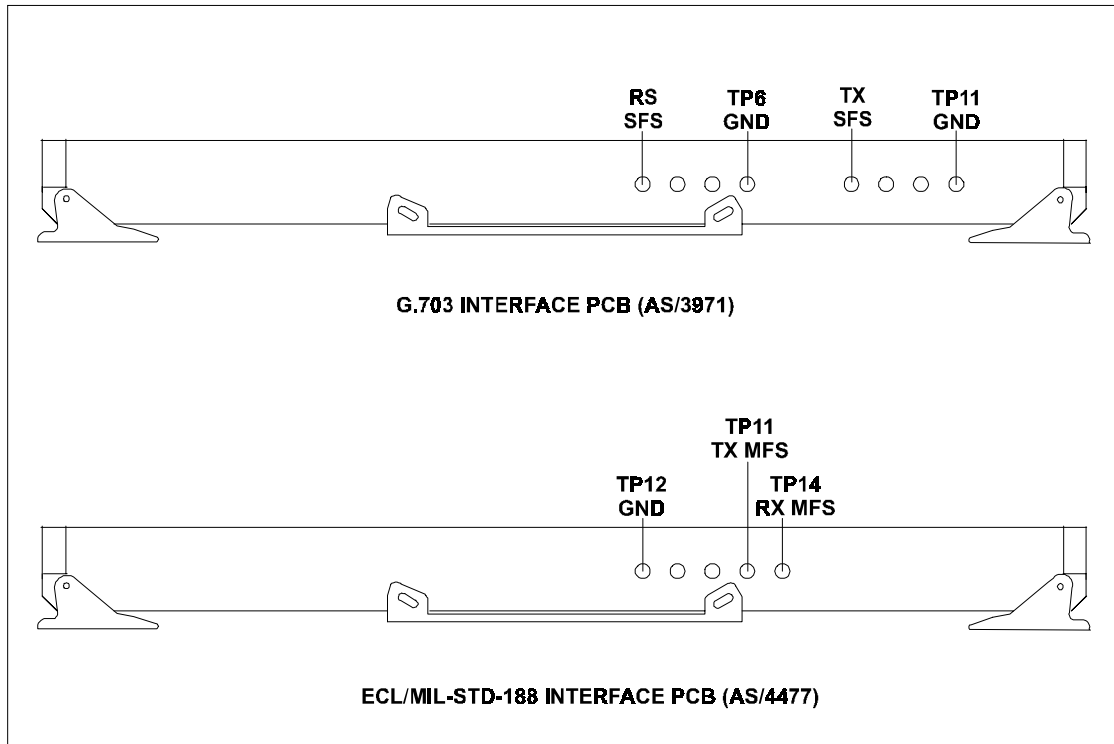 RS
SFS
TP6
GND
TX
SFS
TP11
GND
G.703 INTERFACE PCB (AS/3971)
TP11
TX MFS
TP12
GND
TP14
RX MFS
ECL/MIL-STD-188 INTERFACE PCB (AS/4477)